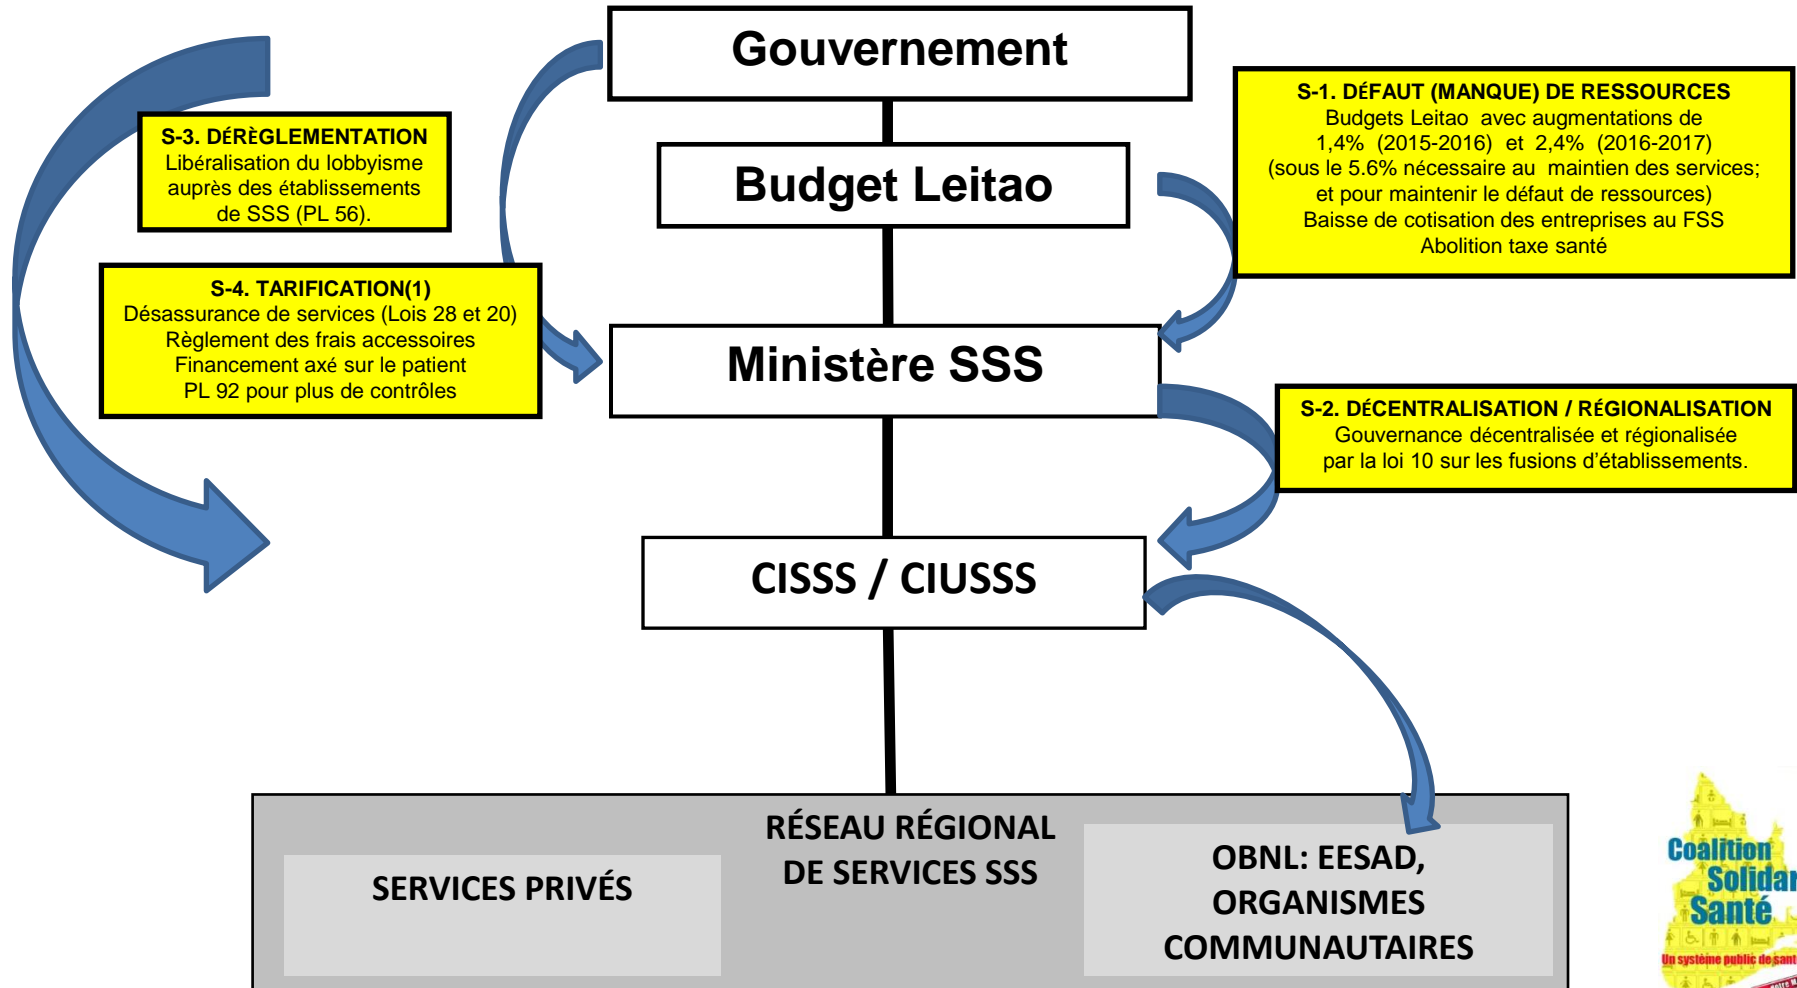 Gouvernement
S-3. DÉRÈGLEMENTATION
Libéralisation du lobbyisme
auprès des établissements
de SSS (PL 56).
Budget Leitao
S-1. DÉFAUT (MANQUE) DE RESSOURCES
Budgets Leitao avec augmentations de
1,4% (2015-2016) et 2,4% (2016-2017)
(sous le 5.6% nécessaire au maintien des services;
et pour maintenir le défaut de ressources)
Baisse de cotisation des entreprises au FSS
Abolition taxe santé
S-4. TARIFICATION(1)
Désassurance de services (Lois 28 et 20)
Règlement des frais accessoires
Financement axé sur le patient
PL 92 pour plus de contrôles
Ministère SSS
S-2. DÉCENTRALISATION / RÉGIONALISATION
Gouvernance décentralisée et régionalisée
par la loi 10 sur les fusions d'établissements.
CISSS / CIUSSS
RÉSEAU RÉGIONAL
DE SERVICES SSS
SERVICES PRIVÉS
OBNL: EESAD,
ORGANISMES
COMMUNAUTAIRES
Coalition
Solidar
Santé
Un système public de sant